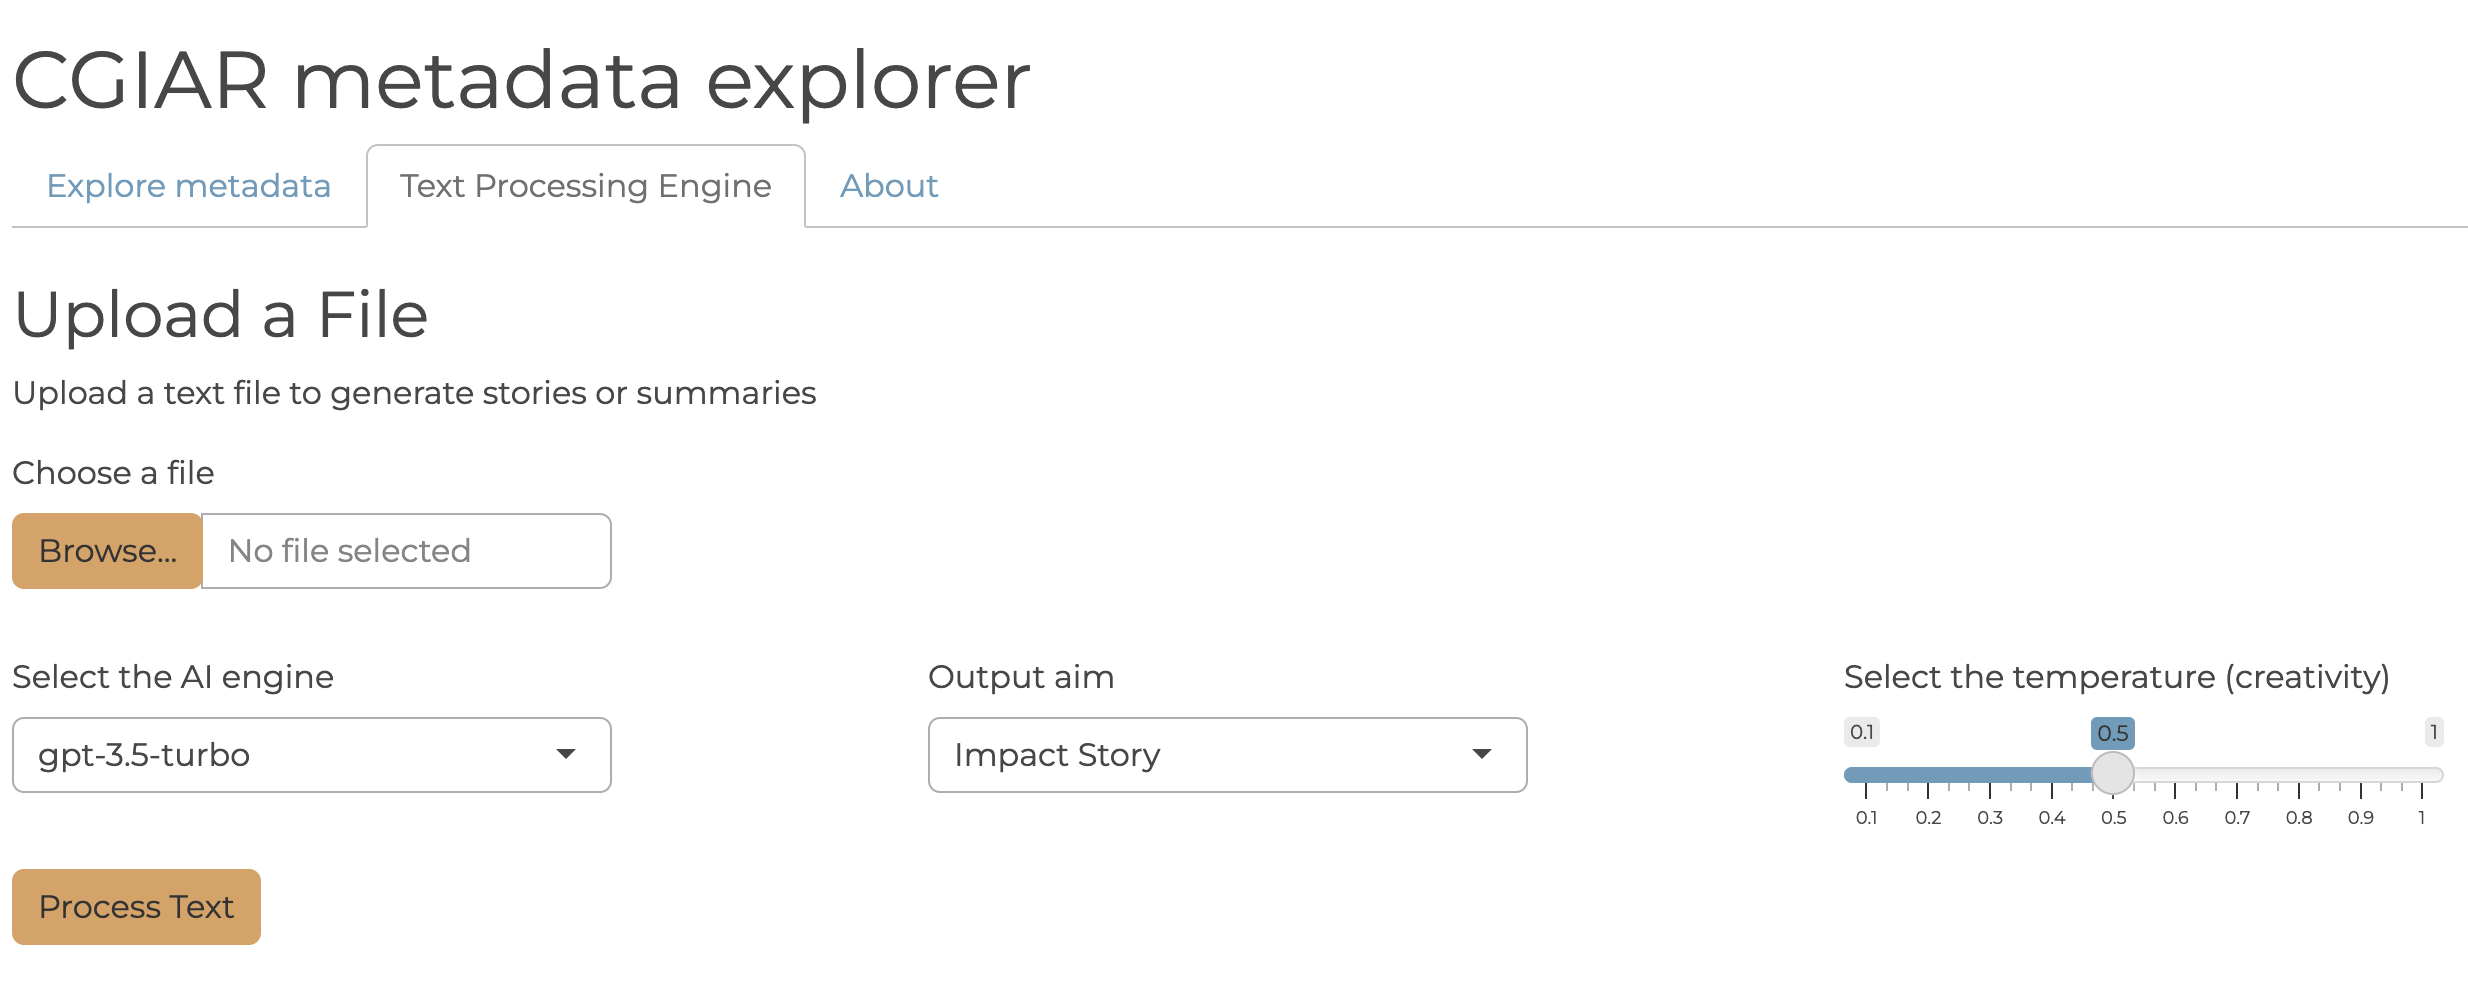 CGIAR metadata explorer
Explore metadata Text Processing Engine About
Upload a File
Upload a text file to generate stories or summaries
Choose a file
Browse... No file selected
Select the AI engine
gpt-3.5-turbo
Output aim
Impact Story
Select the temperature (creativity)
0.1 0.5 1
0.1 0.2 0.3 0.4 0.5 0.6 0.7 0.8 0.9 1
Process Text